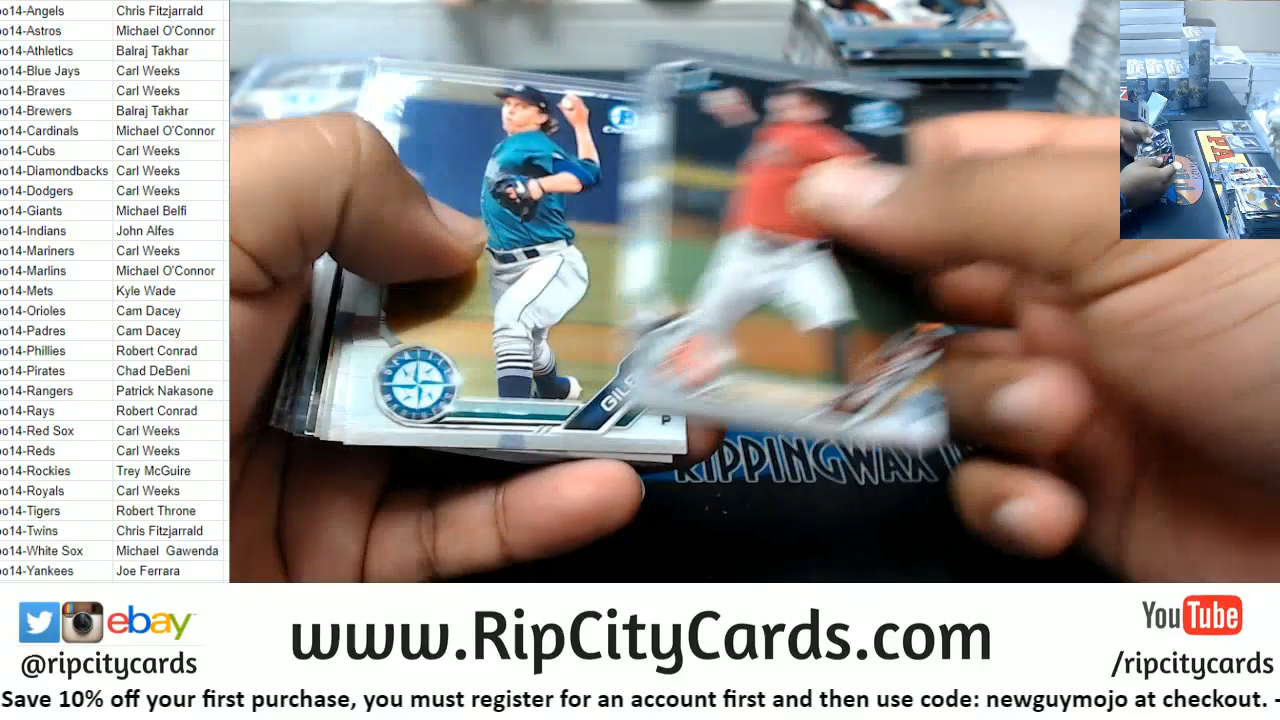 oo14-Angels Chris Fitzjarrald
oo14-Astros Michael O'Connor
oo14-Athletics Balraj Takhar
oo14-Blue Jays Carl Weeks
oo14-Braves Carl Weeks
oo14-Brewers Balraj Takhar
oo14-Cardinals Michael O'Connor
oo14-Cubs Carl Weeks
oo14-Diamondbacks Carl Weeks
oo14-Dodgers Carl Weeks
oo14-Giants Michael Belfi
oo14-Indians John Alfes
oo14-Mariners Carl Weeks
oo14-Marlins Michael O'Connor
oo14-Mets Kyle Wade
oo14-Orioles Cam Dacey
oo14-Padres Cam Dacey
oo14-Phillies Robert Conrad
oo14-Pirates Chad DeBeni
oo14-Rangers Patrick Nakasone
oo14-Rays Robert Conrad
oo14-Red Sox Carl Weeks
oo14-Reds Carl Weeks
oo14-Rockies Trey McGuire
oo14-Royals Carl Weeks
oo14-Tigers Robert Throne
oo14-Twins Chris Fitzjarrald
oo14-White Sox Michael Gawenda
oo14-Yankees Joe Ferrara
GILB
P
RIPPINGWAX
PA
ebay
@ripcitycards
www.RipCityCards.com
YouTube
/ripcitycards
Save 10% off your first purchase, you must register for an account first and then use code: newguymojo at checkout. -